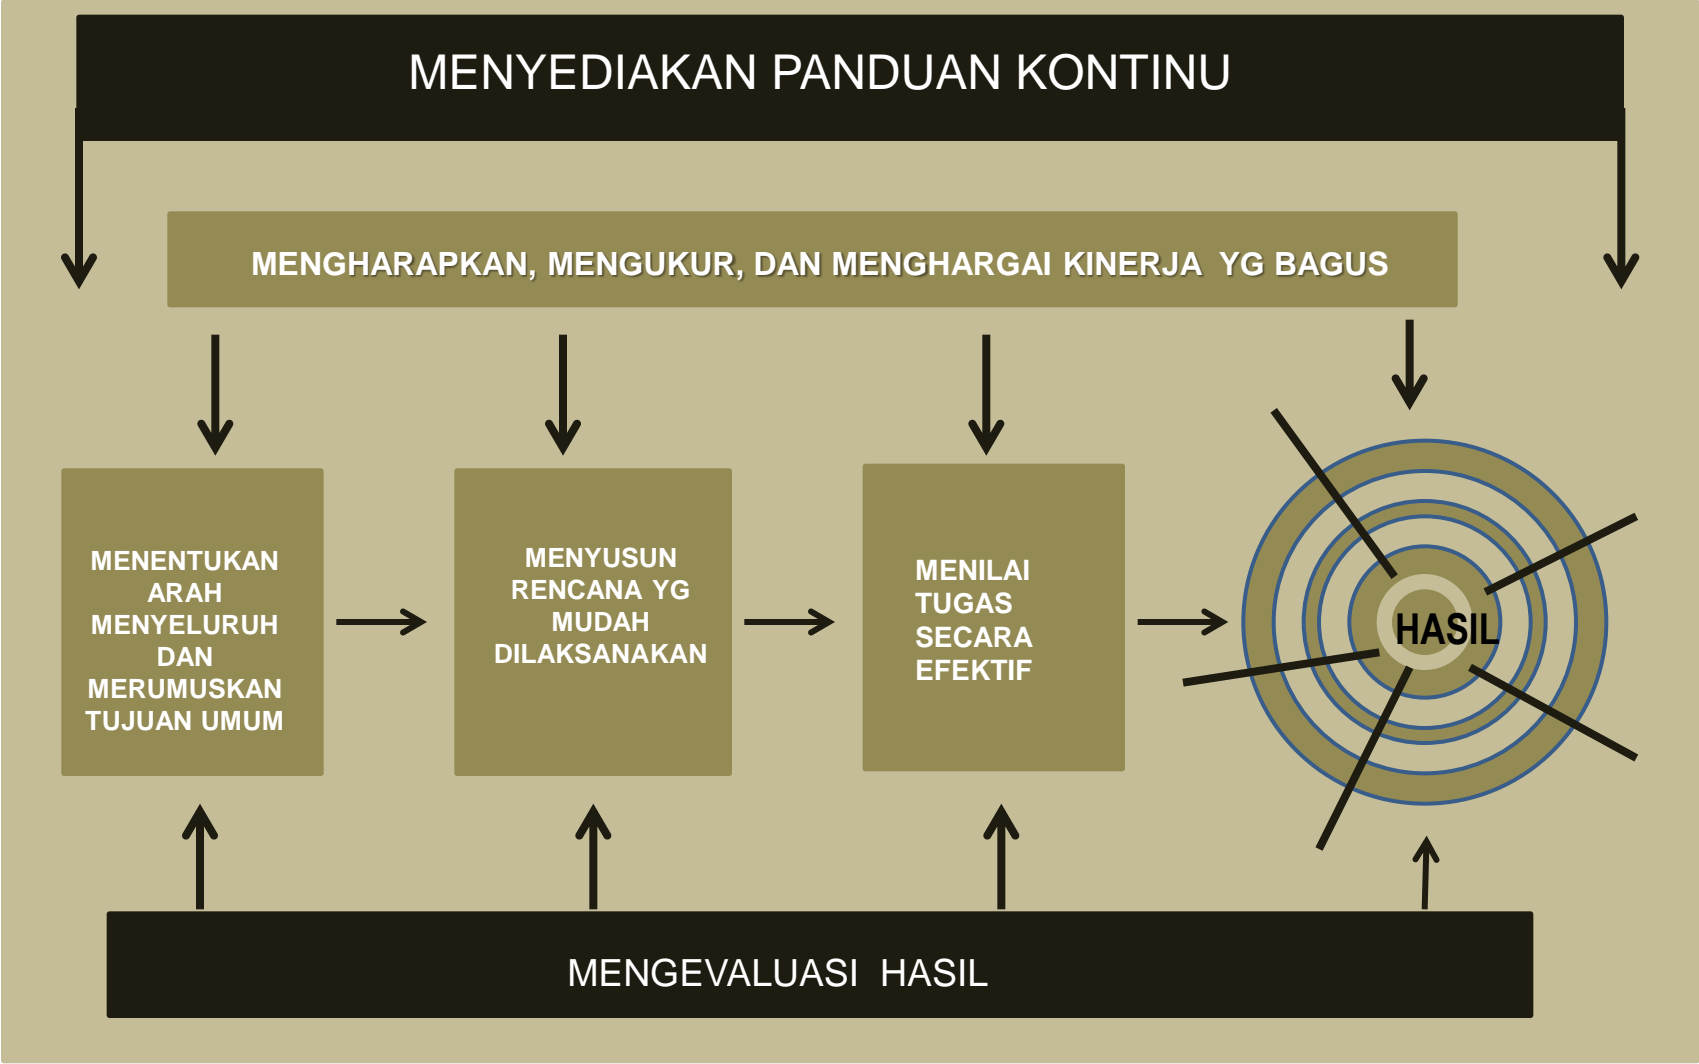 MENYEDIAKAN PANDUAN KONTINU
MENGHARAPKAN, MENGUKUR, DAN MENGHARGAI KINERJA YG BAGUS
MENENTUKAN
ARAH
MENYELURUH
DAN
MERUMUSKAN
TUJUAN UMUM
MENYUSUN
RENCANA YG
MUDAH
DILAKSANAKAN
MENILAI
TUGAS
SECARA
EFEKTIF
HASIL
MENGEVALUASI HASIL